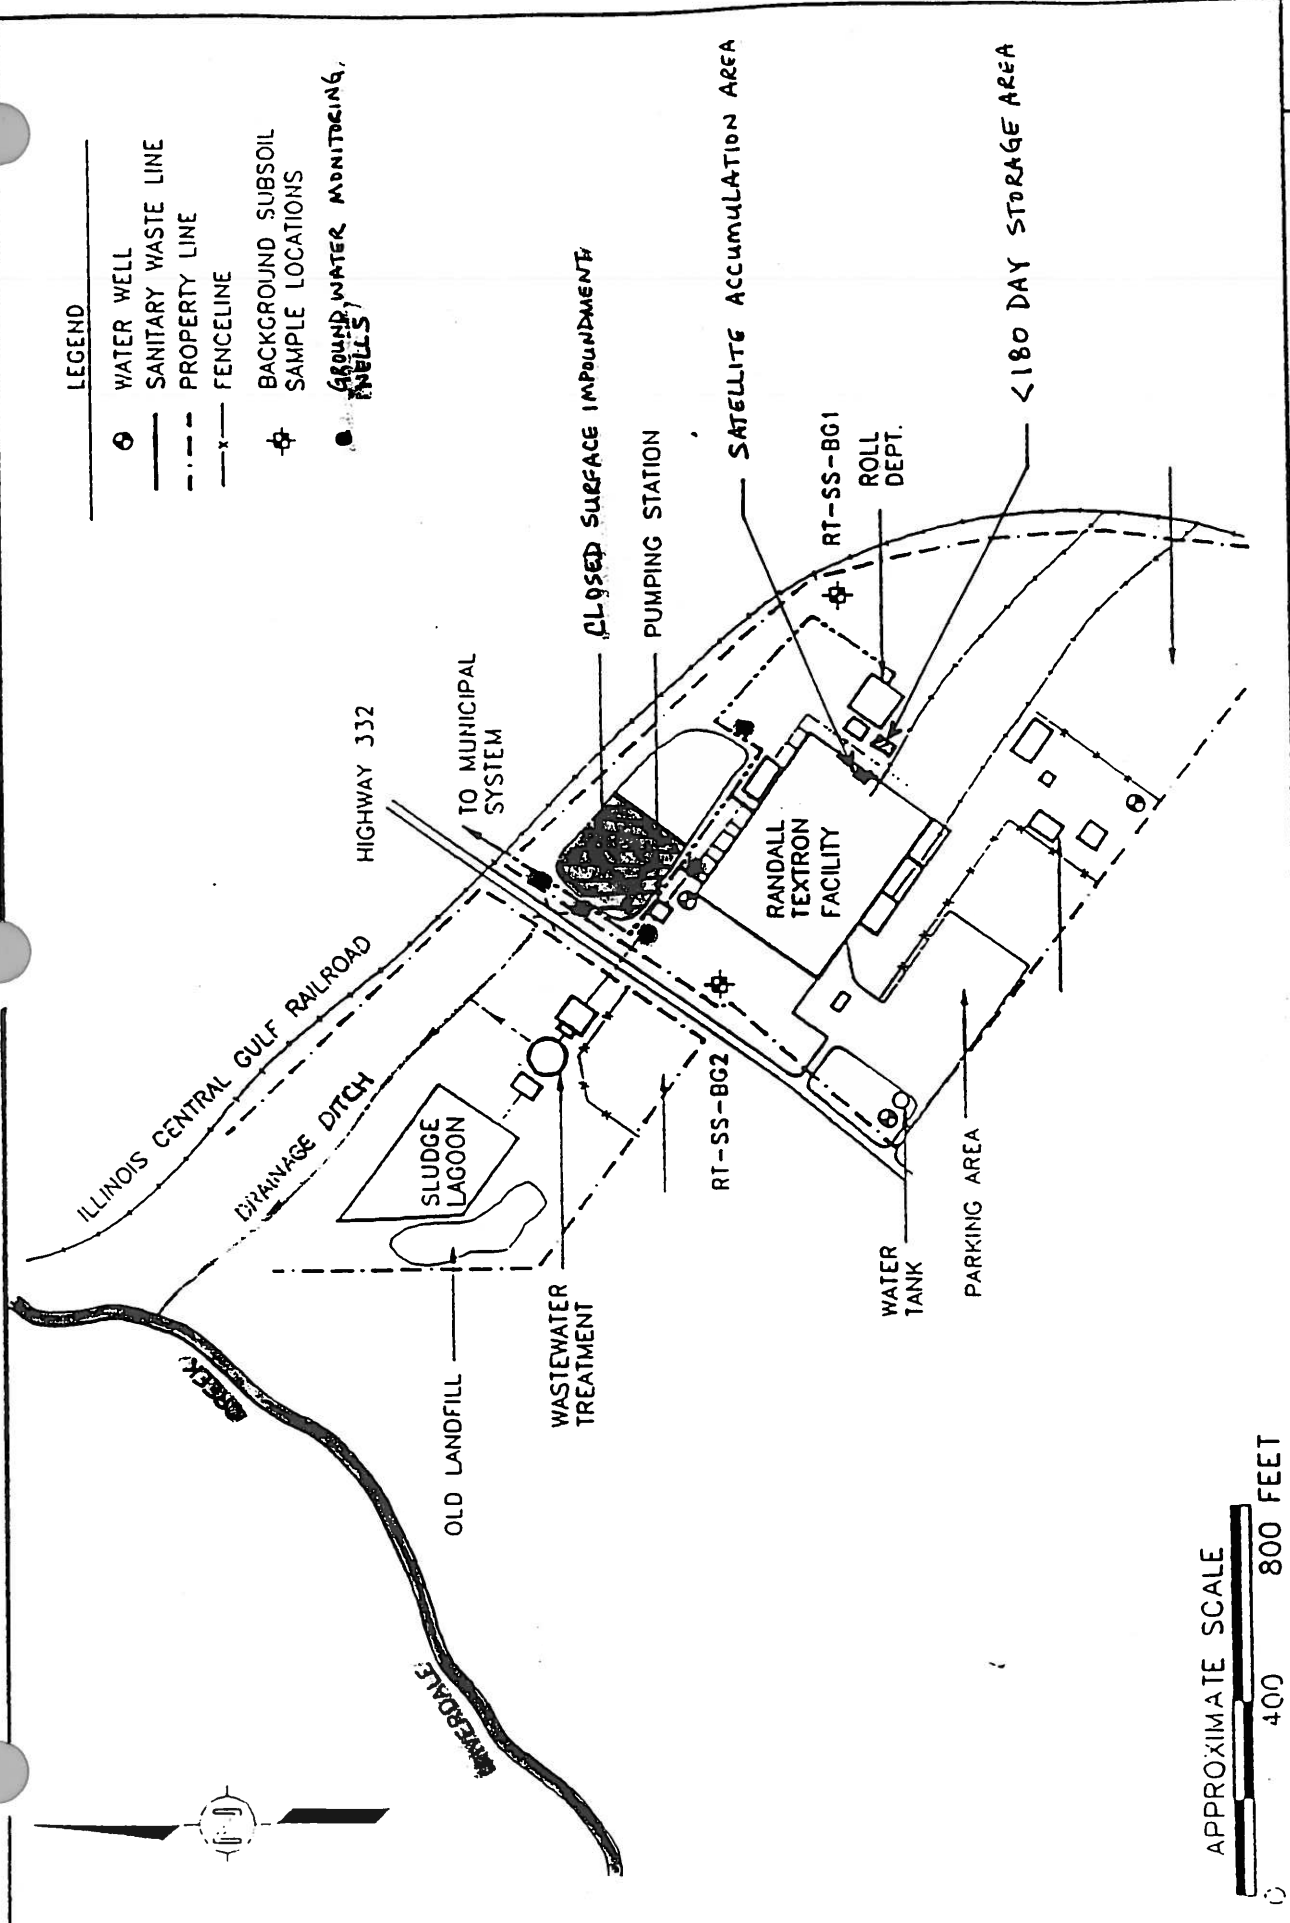 LEGEND
WATER WELL
SANITARY WASTE LINE
PROPERTY LINE
FENCELINE
BACKGROUND SUBSOIL
SAMPLE LOCATIONS
GROUND WATER MONITORING
WELLS
CLOSED SURFACE IMPOUNDMENT
PUMPING STATION
SATELLITE ACCUMULATION AREA
<180 DAY STORAGE AREA
RT-SS-BG1
ROLL
DEPT.
HIGHWAY 332
TO MUNICIPAL
SYSTEM
ILLINOIS CENTRAL GULF RAILROAD
DRAINAGE DITCH
RANDALL
TEXTRON
FACILITY
SLUDGE
LAGOON
RT-SS-BG2
OLD LANDFILL
WASTEWATER
TREATMENT
WATER
TANK
PARKING AREA
RIVERDALE
CREEK
N
APPROXIMATE SCALE
0 400 800 FEET